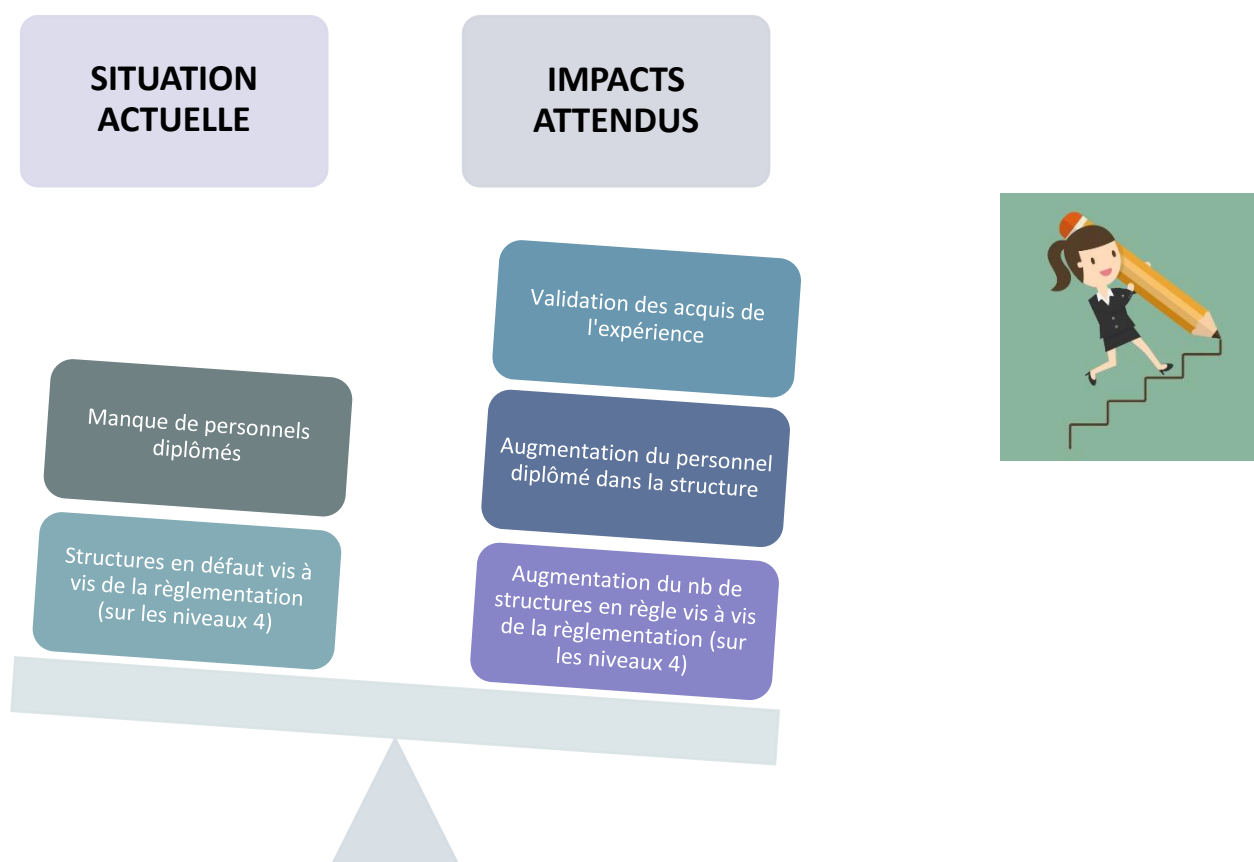 SITUATION
ACTUELLE
IMPACTS
ATTENDUS
Manque de personnels
diplômés
Structures en défaut vis à
vis de la règlementation
(sur les niveaux 4)
Validation des acquis de
l'expérience
Augmentation du personnel
diplômé dans la structure
Augmentation du nb de
structures en règle vis à vis
de la règlementation (sur
les niveaux 4)